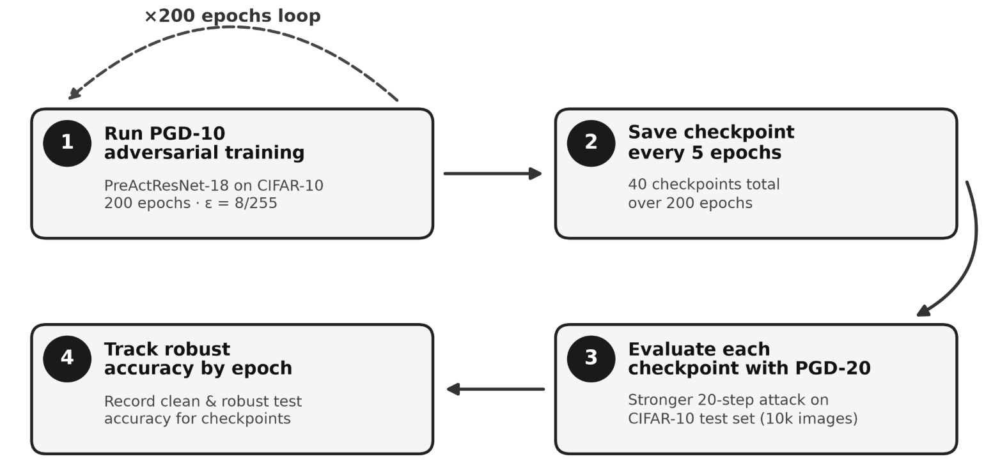 ×200 epochs loop
1
Run PGD-10
adversarial training
PreActResNet-18 on CIFAR-10
200 epochs · ε = 8/255
2
Save checkpoint
every 5 epochs
40 checkpoints total
over 200 epochs
3
Evaluate each
checkpoint with PGD-20
Stronger 20-step attack on
CIFAR-10 test set (10k images)
4
Track robust
accuracy by epoch
Record clean & robust test
accuracy for checkpoints